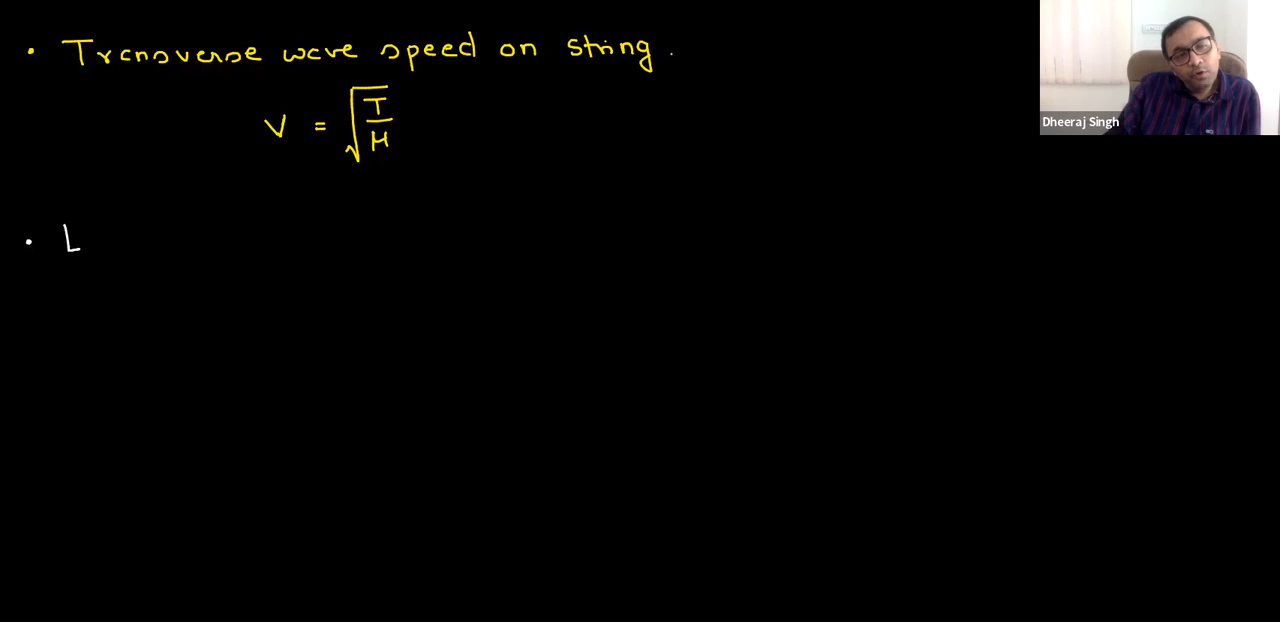 • Transverse wave speed on string.
Dheeraj Singh
V = √(T/μ)
• L